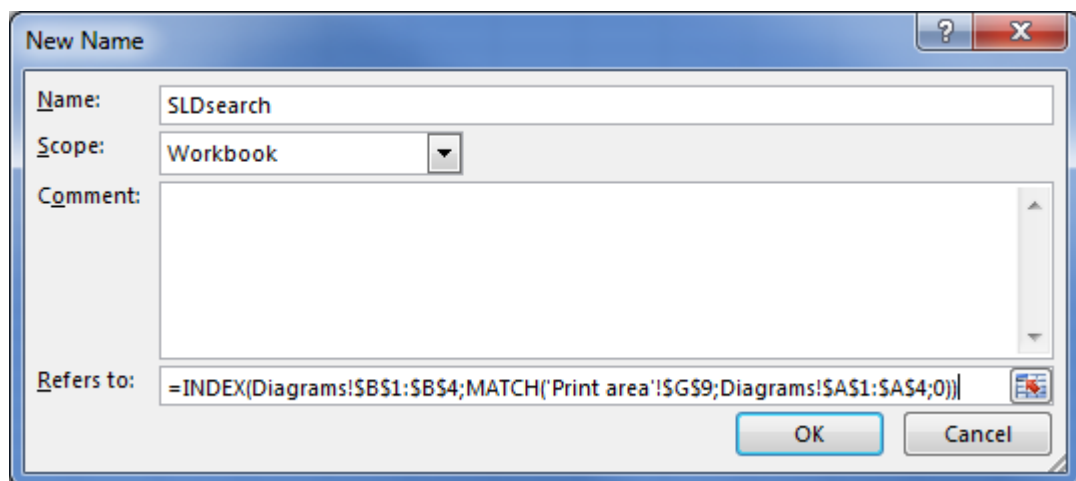 New Name
?
X
Name:
SLDsearch
Scope:
Workbook
Comment:
Refers to:
=INDEX(Diagrams!$B$1:$B$4;MATCH('Print area'!$G$9;Diagrams!$A$1:$A$4;0))
OK
Cancel